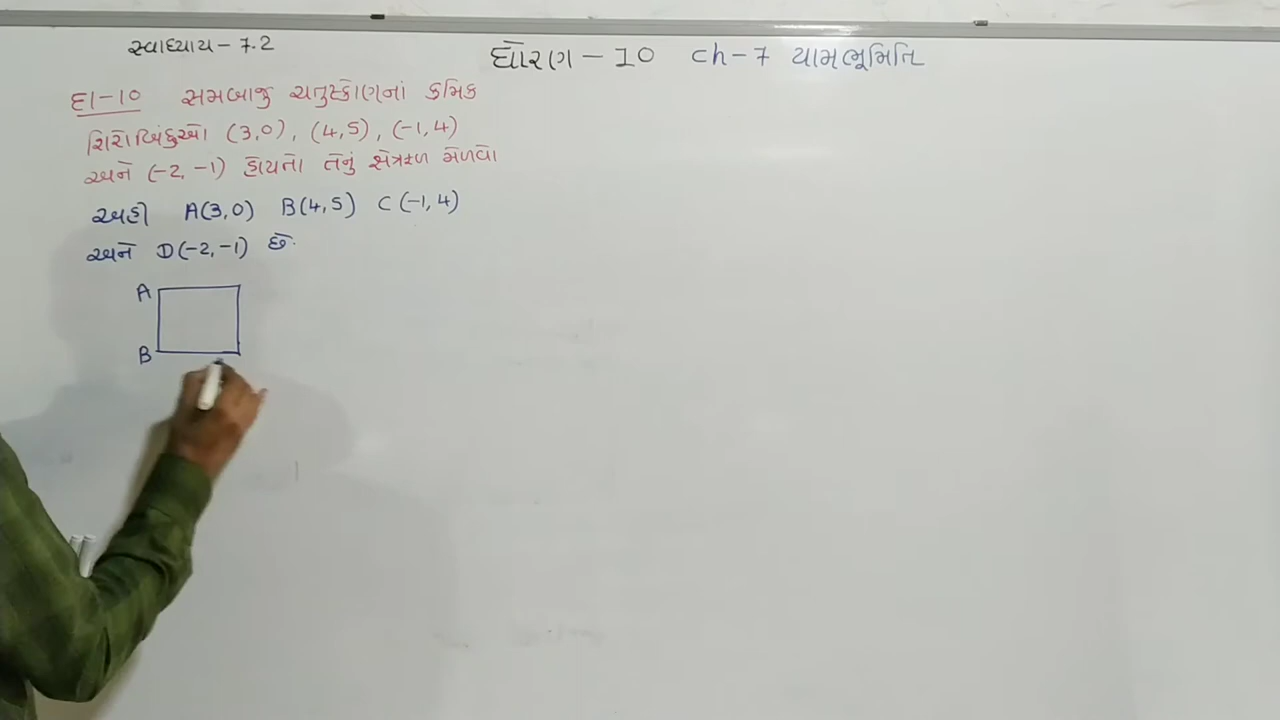 સ્વાધ્યાય - 7.2
ધોરણ - 10 ch-7 યામભૂમિતિ
દા-10 સમબાજુ ચતુષ્કોણનાં ક્રમિક
શિરોબિંદુઓ (3,0), (4,5), (-1,4)
અને (-2,-1) હોયતો તેનું ક્ષેત્રફળ મેળવો
અહીં A(3,0) B(4,5) C(-1,4)
અને D(-2,-1) છે.
A
B